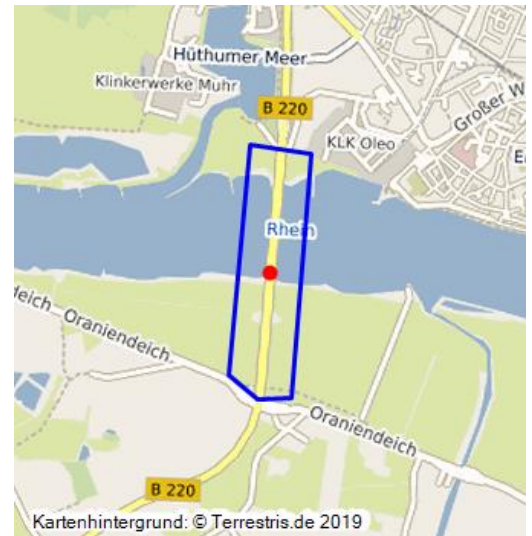 Hüthumer Meer
Klinkerwerke Muhr
B 220
Großer W
KLK Oleo
E
Rhein
deich
Oraniendeich
Oraniendeich
B 220
Kartenhintergrund: © Terrestris.de 2019